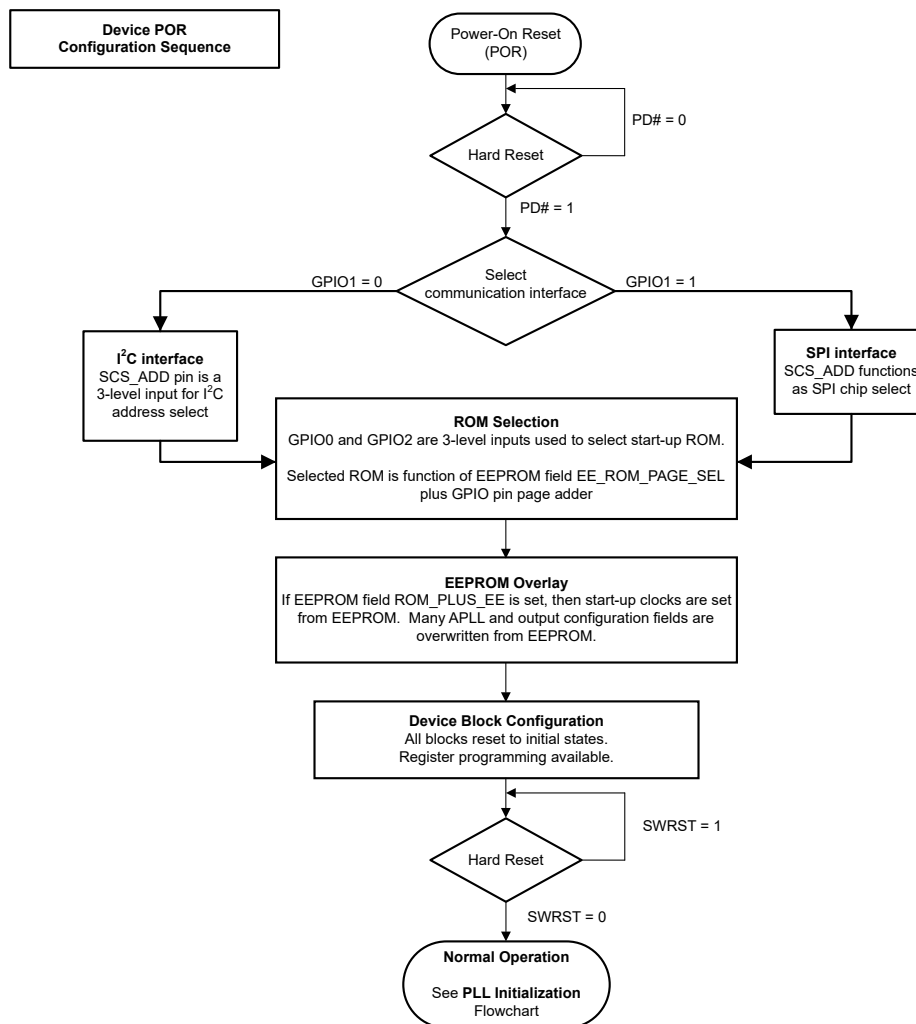 Device POR
Configuration Sequence
Power-On Reset
(POR)
PD# = 0
Hard Reset
PD# = 1
Select
communication interface
GPIO1 = 0
GPIO1 = 1
I²C interface
SCS_ADD pin is a
3-level input for I²C
address select
SPI interface
SCS_ADD functions
as SPI chip select
ROM Selection
GPIO0 and GPIO2 are 3-level inputs used to select start-up ROM.
Selected ROM is function of EEPROM field EE_ROM_PAGE_SEL
plus GPIO pin page adder
EEPROM Overlay
If EEPROM field ROM_PLUS_EE is set, then start-up clocks are set
from EEPROM. Many APLL and output configuration fields are
overwritten from EEPROM.
Device Block Configuration
All blocks reset to initial states.
Register programming available.
SWRST = 1
Hard Reset
SWRST = 0
Normal Operation
See PLL Initialization
Flowchart